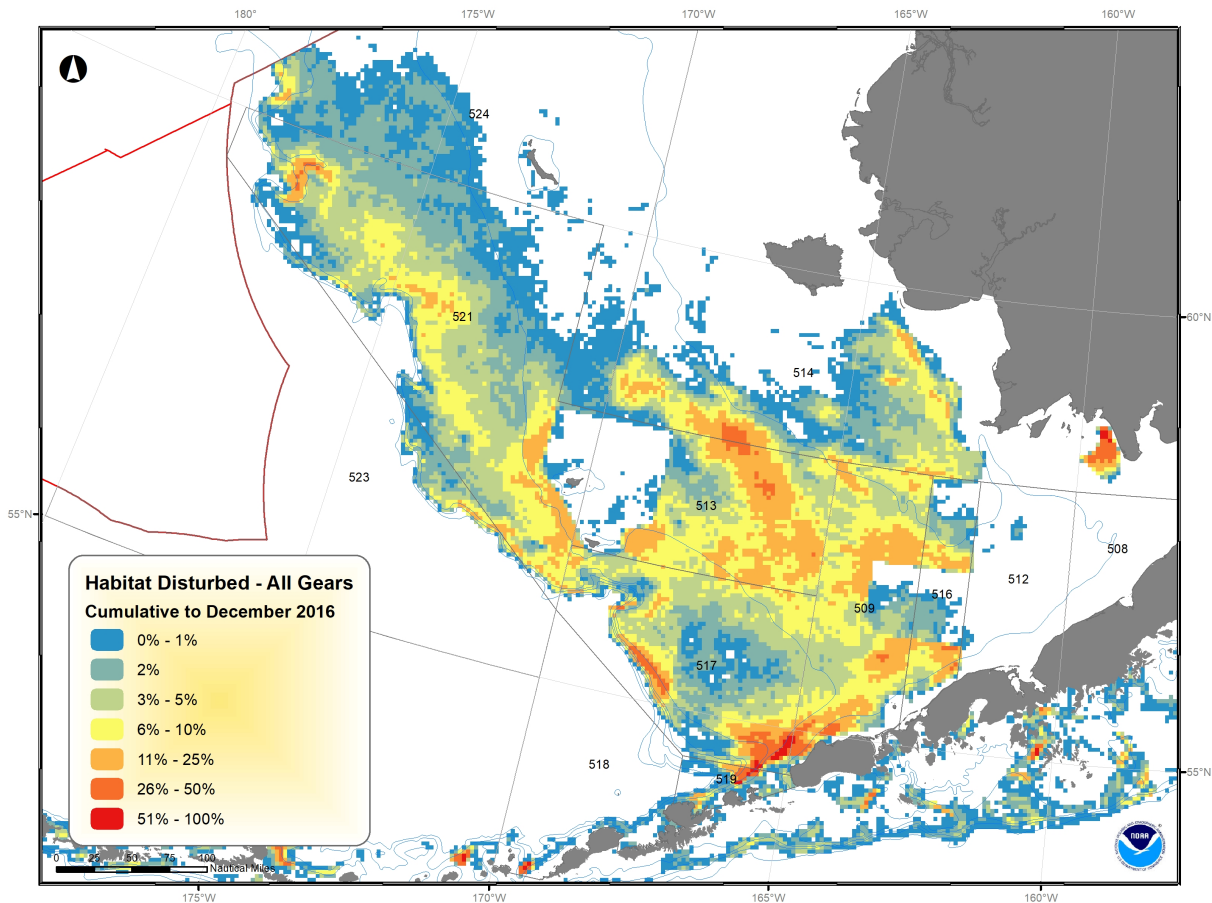 180°
175°W
170°W
165°W
160°W
524
60°N
521
514
523
513
508
512
516
509
55°N
Habitat Disturbed - All Gears
Cumulative to December 2016
0% - 1%
2%
3% - 5%
6% - 10%
11% - 25%
26% - 50%
51% - 100%
517
518
519
55°N
NOAA
0 25 50 75 100
Nautical Miles
175°W
170°W
165°W
160°W